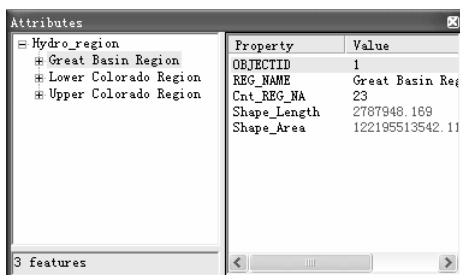 Attributes
Hydro_region
Great Basin Region
Lower Colorado Region
Upper Colorado Region
3 features
Property Value
OBJECTID 1
REG_NAME Great Basin Reg
Cnt_REG_NA 23
Shape_Length 2787948.169
Shape_Area 122195513542.11